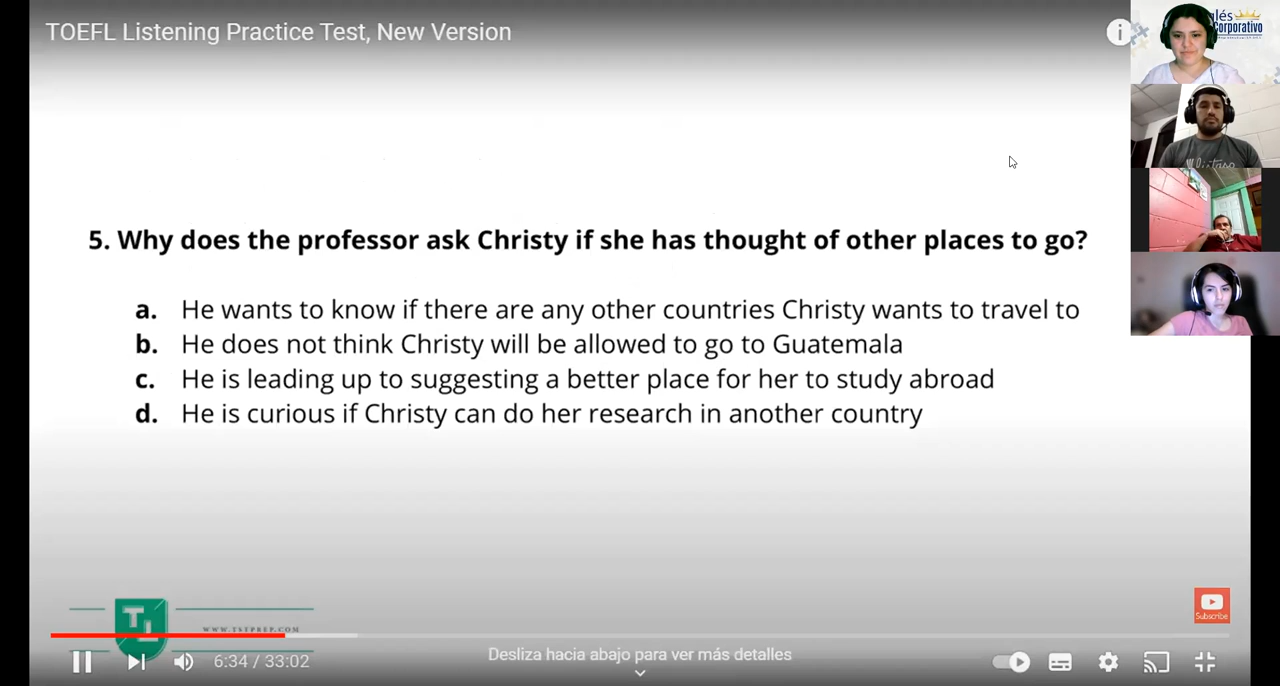 TOEFL Listening Practice Test, New Version
glés
Corporativo
5. Why does the professor ask Christy if she has thought of other places to go?
a. He wants to know if there are any other countries Christy wants to travel to
b. He does not think Christy will be allowed to go to Guatemala
c. He is leading up to suggesting a better place for her to study abroad
d. He is curious if Christy can do her research in another country
WWW.TSTPREP.COM
Subscribe
6:34 / 33:02
Desliza hacia abajo para ver más detalles